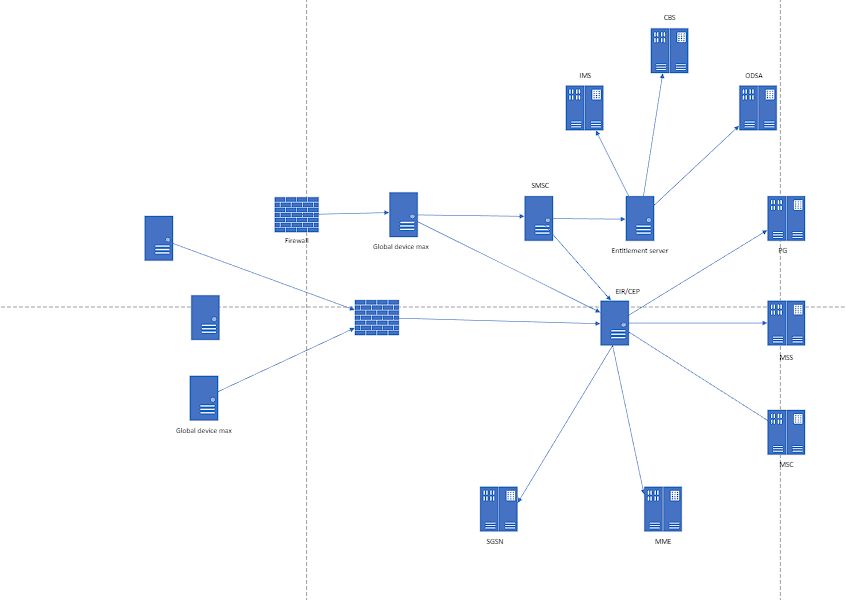 CBS
IMS
ODSA
SMSC
Firewall
Global device max
Entitlement server
PG
EIR/CEP
MSS
Global device max
MSC
SGSN
MME